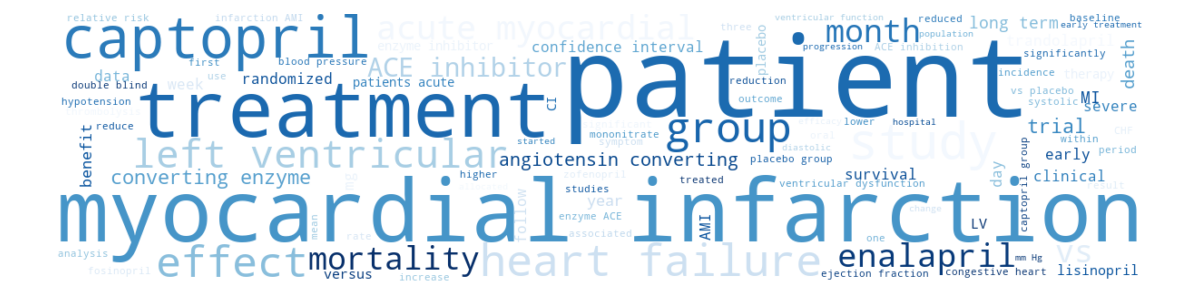 relative risk infarction AMI ventricular function reduced long term baseline
captopril acute myocardial month early treatment
three population
enzyme inhibitor confidence interval placebo progression ACE inhibition significantly death
first blood pressure ACE inhibitor patient
data week use randomized patients acute reduction incidence therapy
double blind vs placebo
hypotension treatment CI outcome systolic MI severe
reduce mononitrate group lower hospital trial CHF
started symptom oral study within
benefit left ventricular diastolic early period
angiotensin converting placebo group day captopril group
converting enzyme higher zofenopril treated survival clinical
studies ventricular dysfunction result
myocardial infarction
year follow enzyme ACE change
mean rate associated AMI LV one
analysis effect mortality heart failure enalapril vs
mm Hg
fosinopril versus increase ejection fraction congestive heart lisinopril